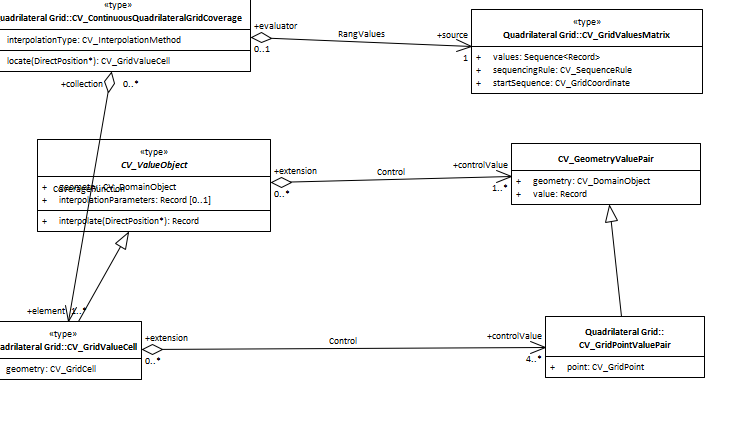 «type»
uadrilateral Grid::CV_ContinuousQuadrilateralGridCoverage
interpolationType: CV_InterpolationMethod
locate(DirectPosition*): CV_GridValueCell
+evaluator
0..1
RangValues
+source
1
«type»
Quadrilateral Grid::CV_GridValuesMatrix
+ values: Sequence<Record>
+ sequencingRule: CV_SequenceRule
+ startSequence: CV_GridCoordinate
+collection
0..*
«type»
CV_ValueObject
+ geometry: CV_DomainObject
CoverageFunction
+ interpolationParameters: Record [0..1]
+ interpolate(DirectPosition*): Record
+extension
0..*
Control
+controlValue
1..*
CV_GeometryValuePair
+ geometry: CV_DomainObject
+ value: Record
+element
1..*
«type»
adrilateral Grid::CV_GridValueCell
geometry: CV_GridCell
+extension
0..*
Control
+controlValue
4..*
Quadrilateral Grid::
CV_GridPointValuePair
+ point: CV_GridPoint